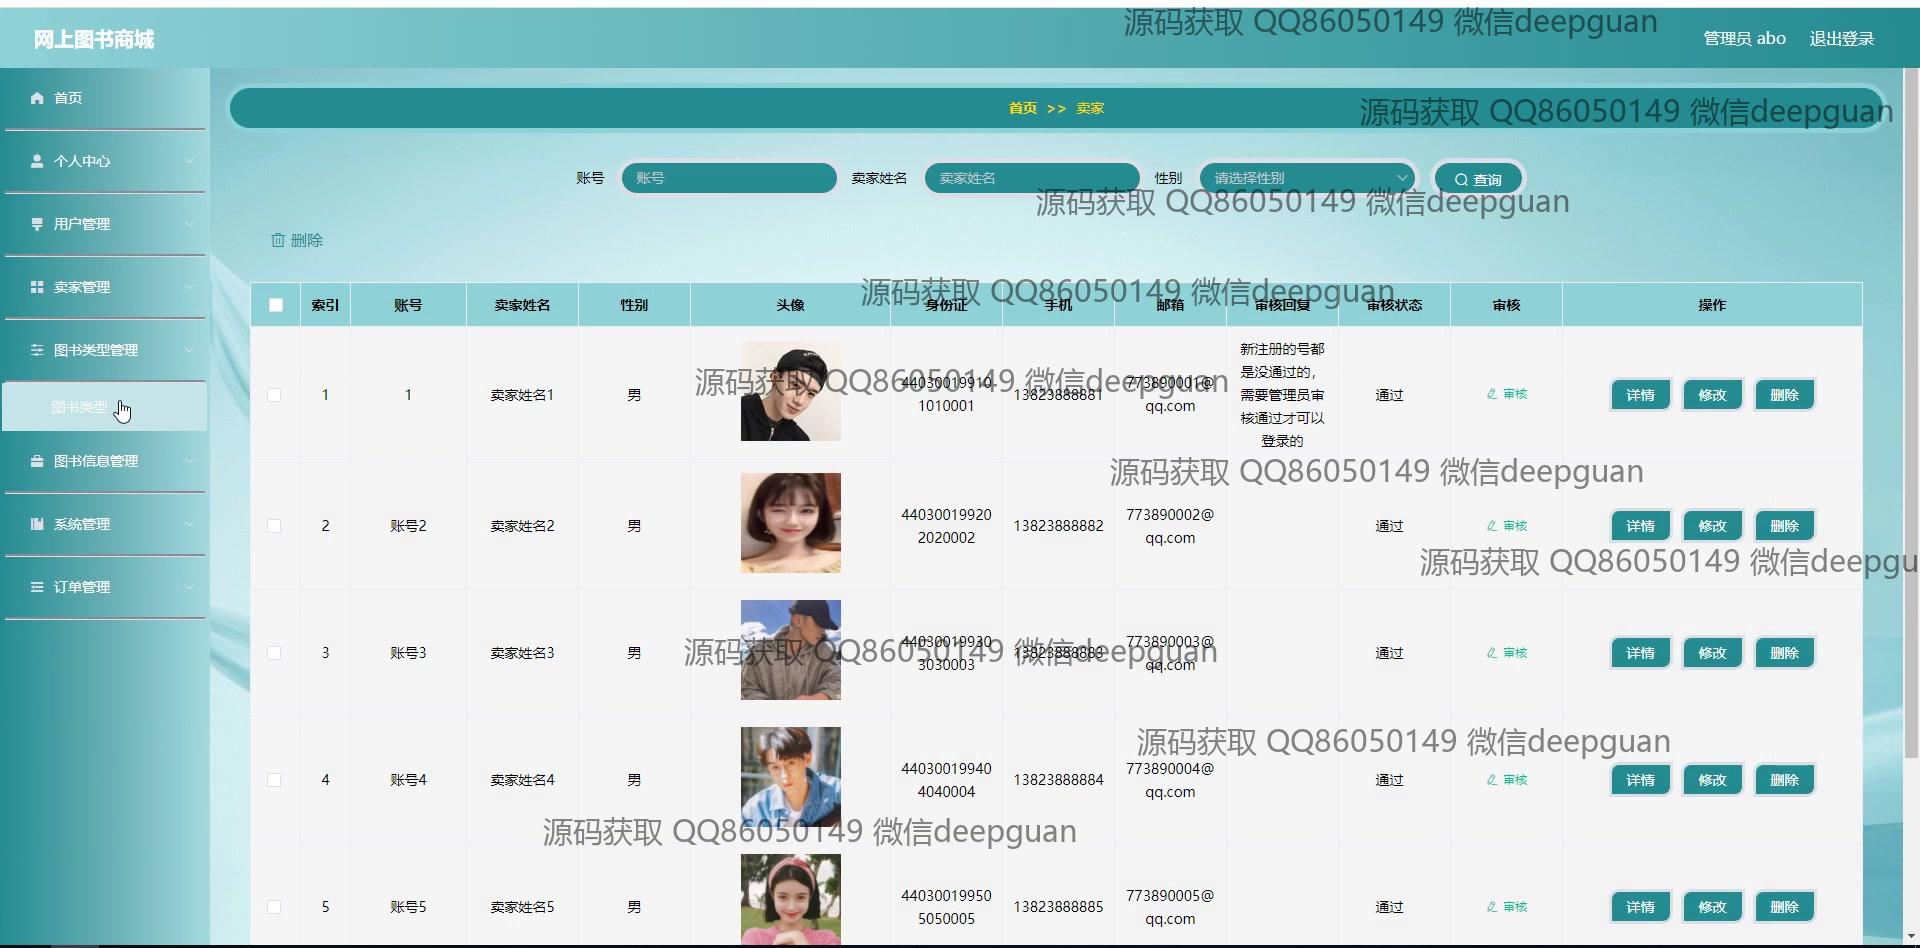 源码获取 QQ86050149 微信deepguan
网上图书商城
管理员 abo 退出登录
首页
首页 >> 卖家
源码获取 QQ86050149 微信deepguan
个人中心
账号 账号 卖家姓名 卖家姓名 性别 请选择性别 查询
源码获取 QQ86050149 微信deepguan
用户管理
删除
卖家管理
源码获取 QQ86050149 微信deepguan
索引 账号 卖家姓名 性别 头像 身份证 手机 邮箱 审核回复 审核状态 审核 操作
图书类型管理
图书类型
图书信息管理
系统管理
订单管理
源码获取 QQ86050149 微信deepguan
1 1 卖家姓名1 男 44030019910 13823888881 773890001@ 通过 审核 详情 修改 删除
1010001 qq.com
新注册的号都
是没通过的，
需要管理员审
核通过才可以
登录的
源码获取 QQ86050149 微信deepguan
2 账号2 卖家姓名2 男 44030019920 13823888882 773890002@ 通过 审核 详情 修改 删除
2020002 qq.com
源码获取 QQ86050149 微信deepgu
3 账号3 卖家姓名3 男 44030019930 13823888883 773890003@ 通过 审核 详情 修改 删除
3030003 qq.com
源码获取 QQ86050149 微信deepguan
源码获取 QQ86050149 微信deepguan
4 账号4 卖家姓名4 男 44030019940 13823888884 773890004@ 通过 审核 详情 修改 删除
4040004 qq.com
源码获取 QQ86050149 微信deepguan
5 账号5 卖家姓名5 男 44030019950 13823888885 773890005@ 通过 审核 详情 修改 删除
5050005 qq.com